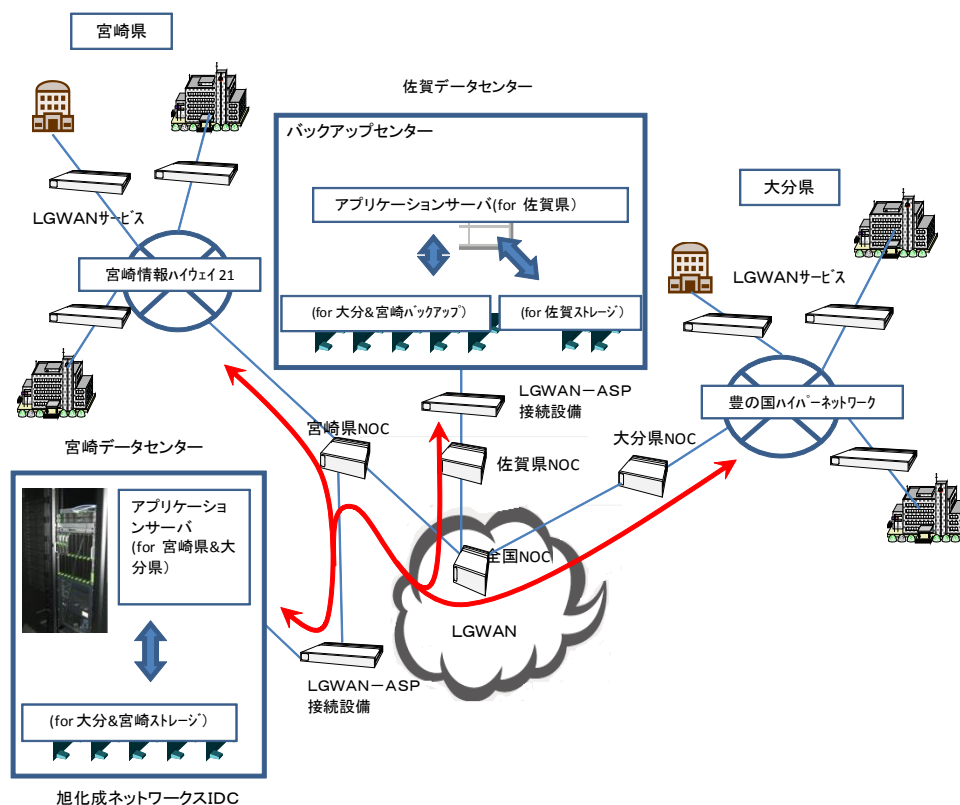 宮崎県
佐賀データセンター
バックアップセンター
アプリケーションサーバ(for 佐賀県)
(for 大分&宮崎バックアップ)
(for 佐賀ストレージ)
大分県
LGWANサービス
宮崎情報ハイウェイ21
LGWANサービス
豊の国ハイパーネットワーク
LGWAN－ASP
接続設備
宮崎県NOC
佐賀県NOC
大分県NOC
宮崎データセンター
アプリケーショ
ンサーバ
(for 宮崎県&大
分県)
全国NOC
LGWAN
LGWAN－ASP
接続設備
(for 大分&宮崎ストレージ)
旭化成ネットワークスIDC